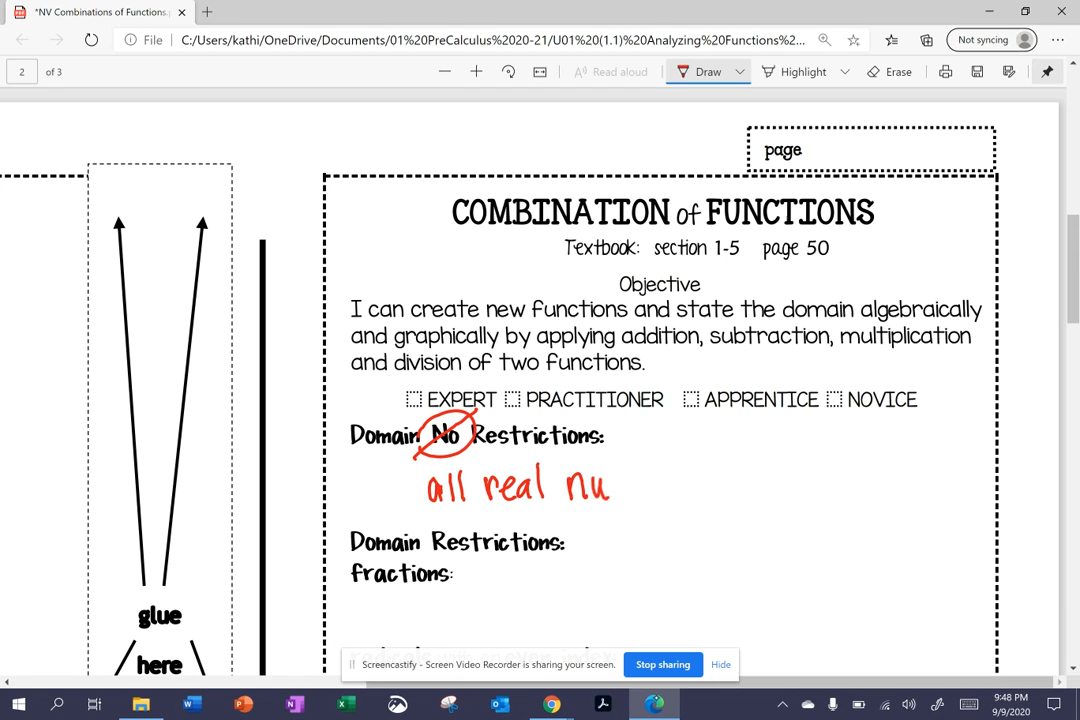 *NV Combinations of Functions.p
File C:/Users/kathi/OneDrive/Documents/01%20PreCalculus%2020-21/U01%20(1.1)%20Analyzing%20Functions%2... Not syncing
2 of 3 Read aloud Draw Highlight Erase
page
COMBINATION of FUNCTIONS
Textbook: section 1-5 page 50
Objective
I can create new functions and state the domain algebraically
and graphically by applying addition, subtraction, multiplication
and division of two functions.
EXPERT PRACTITIONER APPRENTICE NOVICE
Domain No Restrictions:
all real nu
Domain Restrictions:
fractions:
glue
here
Screencastify - Screen Video Recorder is sharing your screen. Stop sharing Hide
9:48 PM
9/9/2020